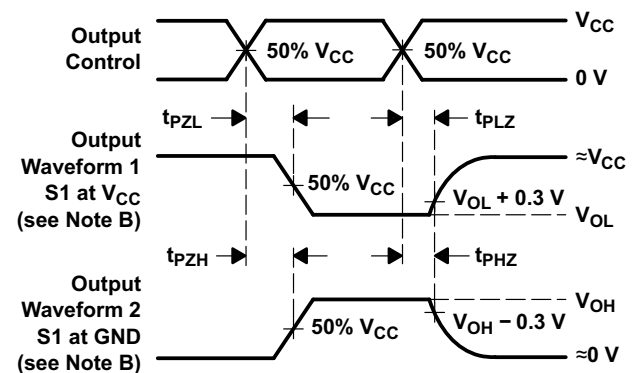 Output
Control
50% VCC
50% VCC
VCC
0 V
tPZL
tPLZ
Output
Waveform 1
S1 at VCC
(see Note B)
50% VCC
VOL + 0.3 V
≈VCC
VOL
tPZH
tPHZ
Output
Waveform 2
S1 at GND
(see Note B)
50% VCC
VOH − 0.3 V
VOH
≈0 V